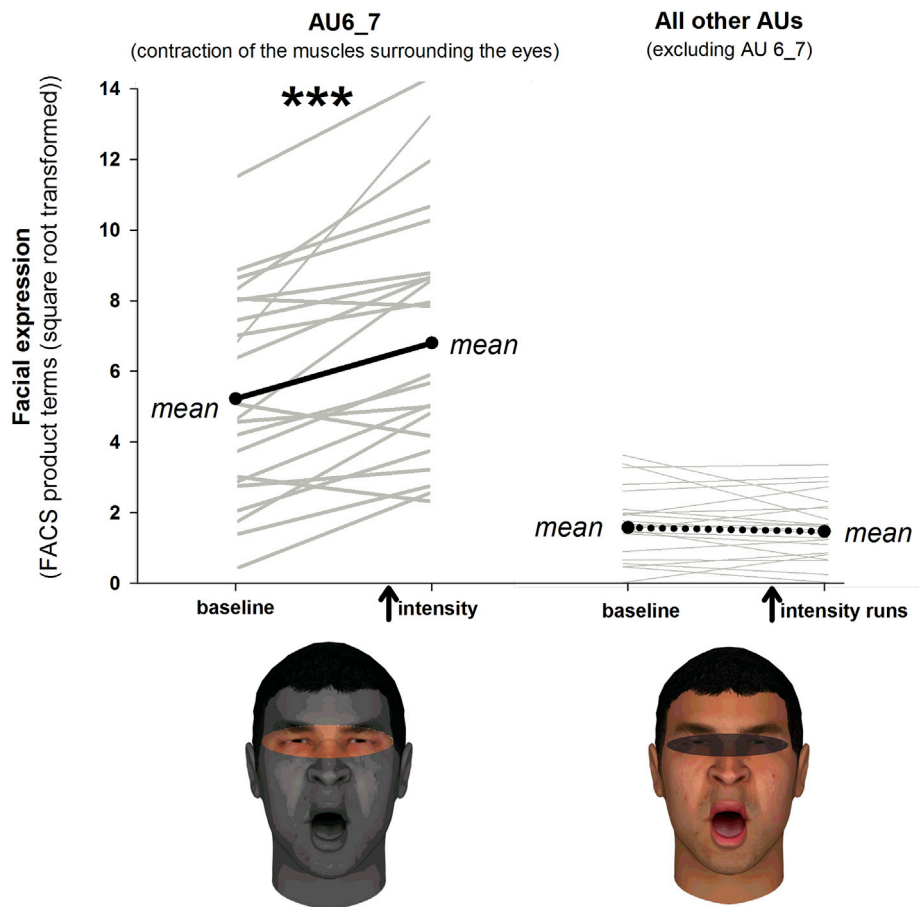 AU6_7
(contraction of the muscles surrounding the eyes)
All other AUs
(excluding AU 6_7)
Facial expression
(FACS product terms (square root transformed))
14
12
10
8
6
4
2
0
***
mean
mean
mean
mean
baseline
↑intensity
baseline
↑intensity runs